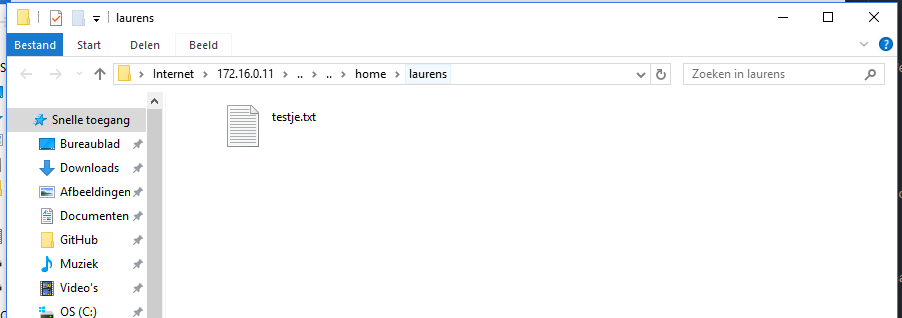 laurens
Bestand Start Delen Beeld
Internet 172.16.0.11 .. .. home laurens Zoeken in laurens
Snelle toegang
testje.txt
Bureaublad
Downloads
Afbeeldingen
Documenten
GitHub
Muziek
Video's
OS (C:)